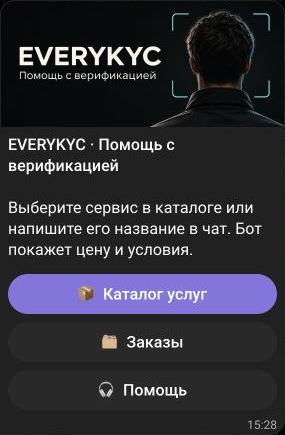 EVERYKYC
Помощь с верификацией
EVERYKYC · Помощь с
верификацией
Выберите сервис в каталоге или
напишите его название в чат. Бот
покажет цену и условия.
📦 Каталог услуг
🗂️ Заказы
🎧 Помощь
15:28